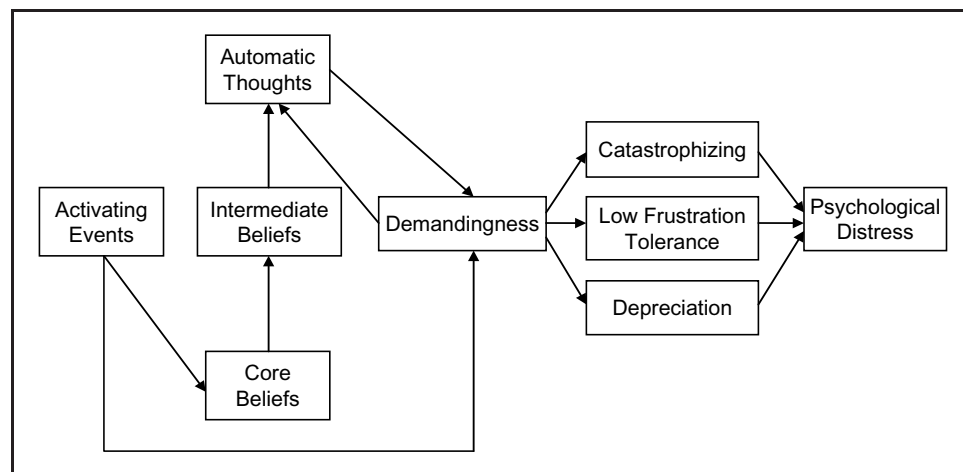 Automatic
Thoughts
Activating
Events
Intermediate
Beliefs
Core
Beliefs
Demandingness
Catastrophizing
Low Frustration
Tolerance
Depreciation
Psychological
Distress